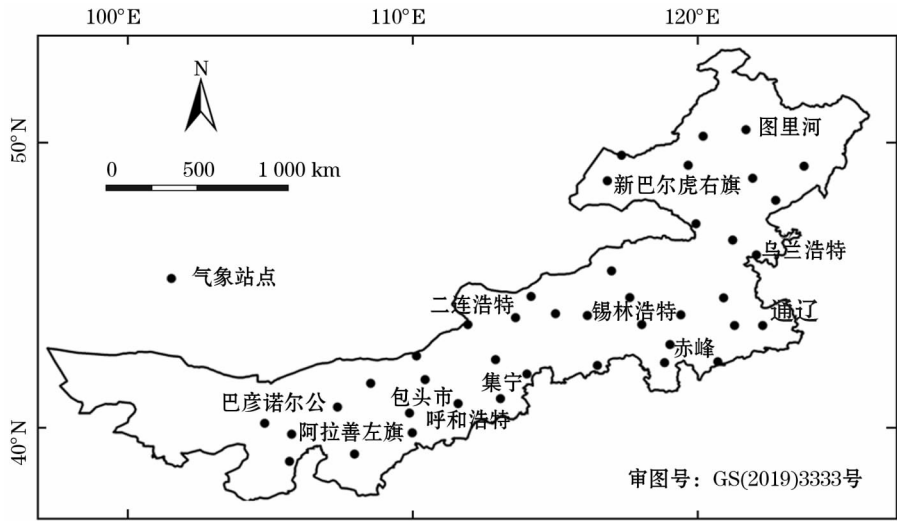 100°E 110°E 120°E
N
50°N
0 500 1 000 km
图里河
新巴尔虎右旗
乌兰浩特
气象站点
二连浩特
锡林浩特
通辽
赤峰
集宁
包头市
巴彦诺尔公
呼和浩特
阿拉善左旗
40°N
审图号：GS(2019)3333号